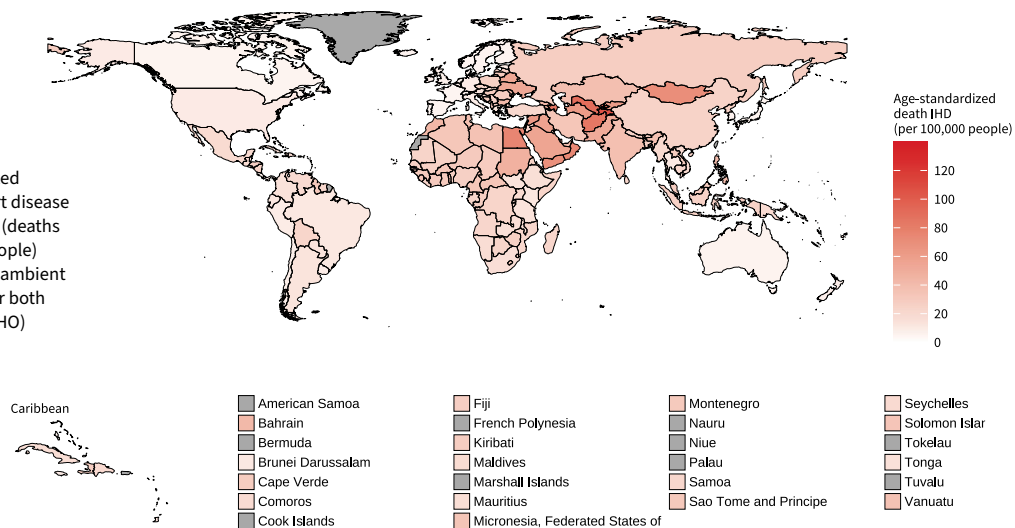 ed
rt disease
(deaths
ople)
ambient
r both
HO)
Age-standardized
death IHD
(per 100,000 people)
120
100
80
60
40
20
0
Caribbean
American Samoa
Bahrain
Bermuda
Brunei Darussalam
Cape Verde
Comoros
Cook Islands
Fiji
French Polynesia
Kiribati
Maldives
Marshall Islands
Mauritius
Micronesia, Federated States of
Montenegro
Nauru
Niue
Palau
Samoa
Sao Tome and Principe
Seychelles
Solomon Islar
Tokelau
Tonga
Tuvalu
Vanuatu